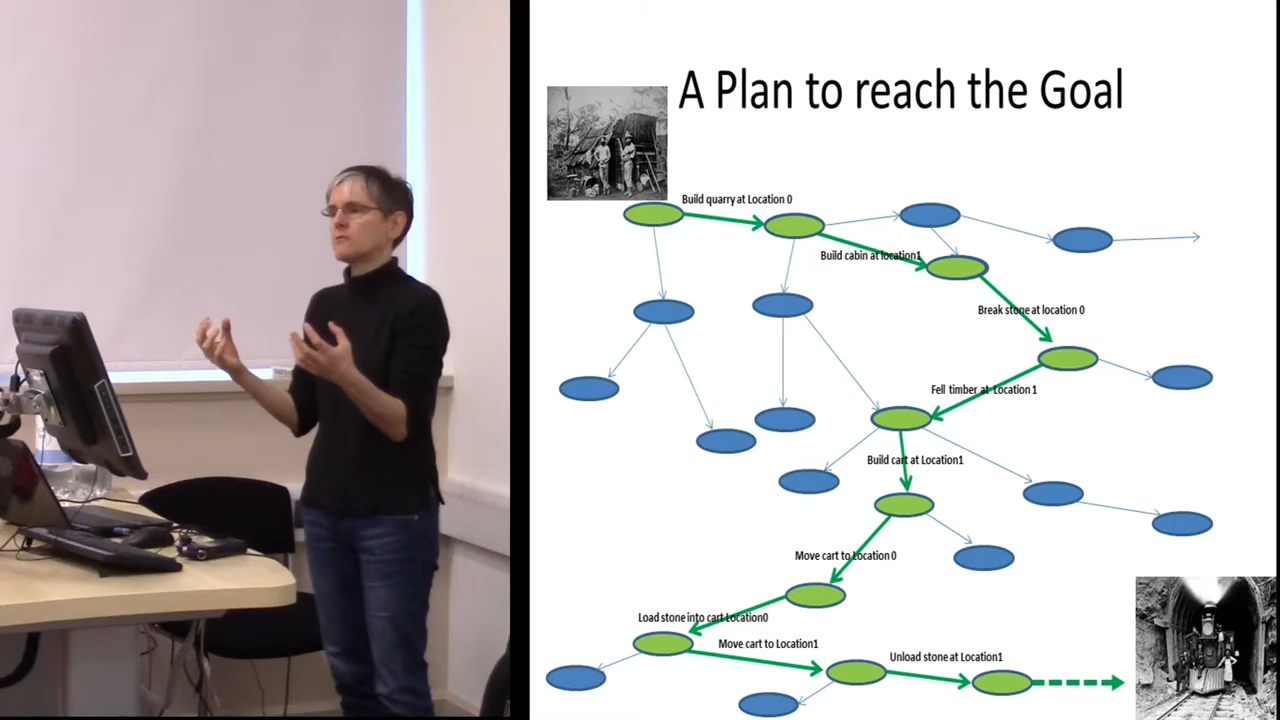 A Plan to reach the Goal
Build quarry at Location 0
Build cabin at location1
Break stone at location 0
Fell timber at Location 1
Build cart at Location1
Move cart to Location 0
Load stone into cart Location0
Move cart to Location1
Unload stone at Location1